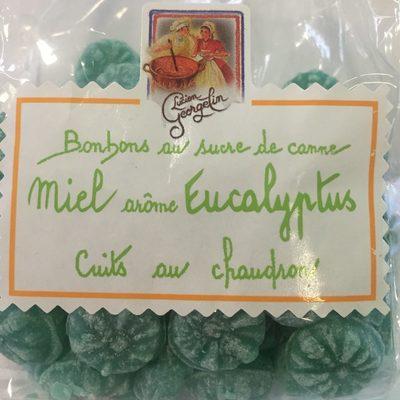 Lucien
Georgelin
Bonbons au sucre de canne
Miel arôme Eucalyptus
Cuits au chaudron